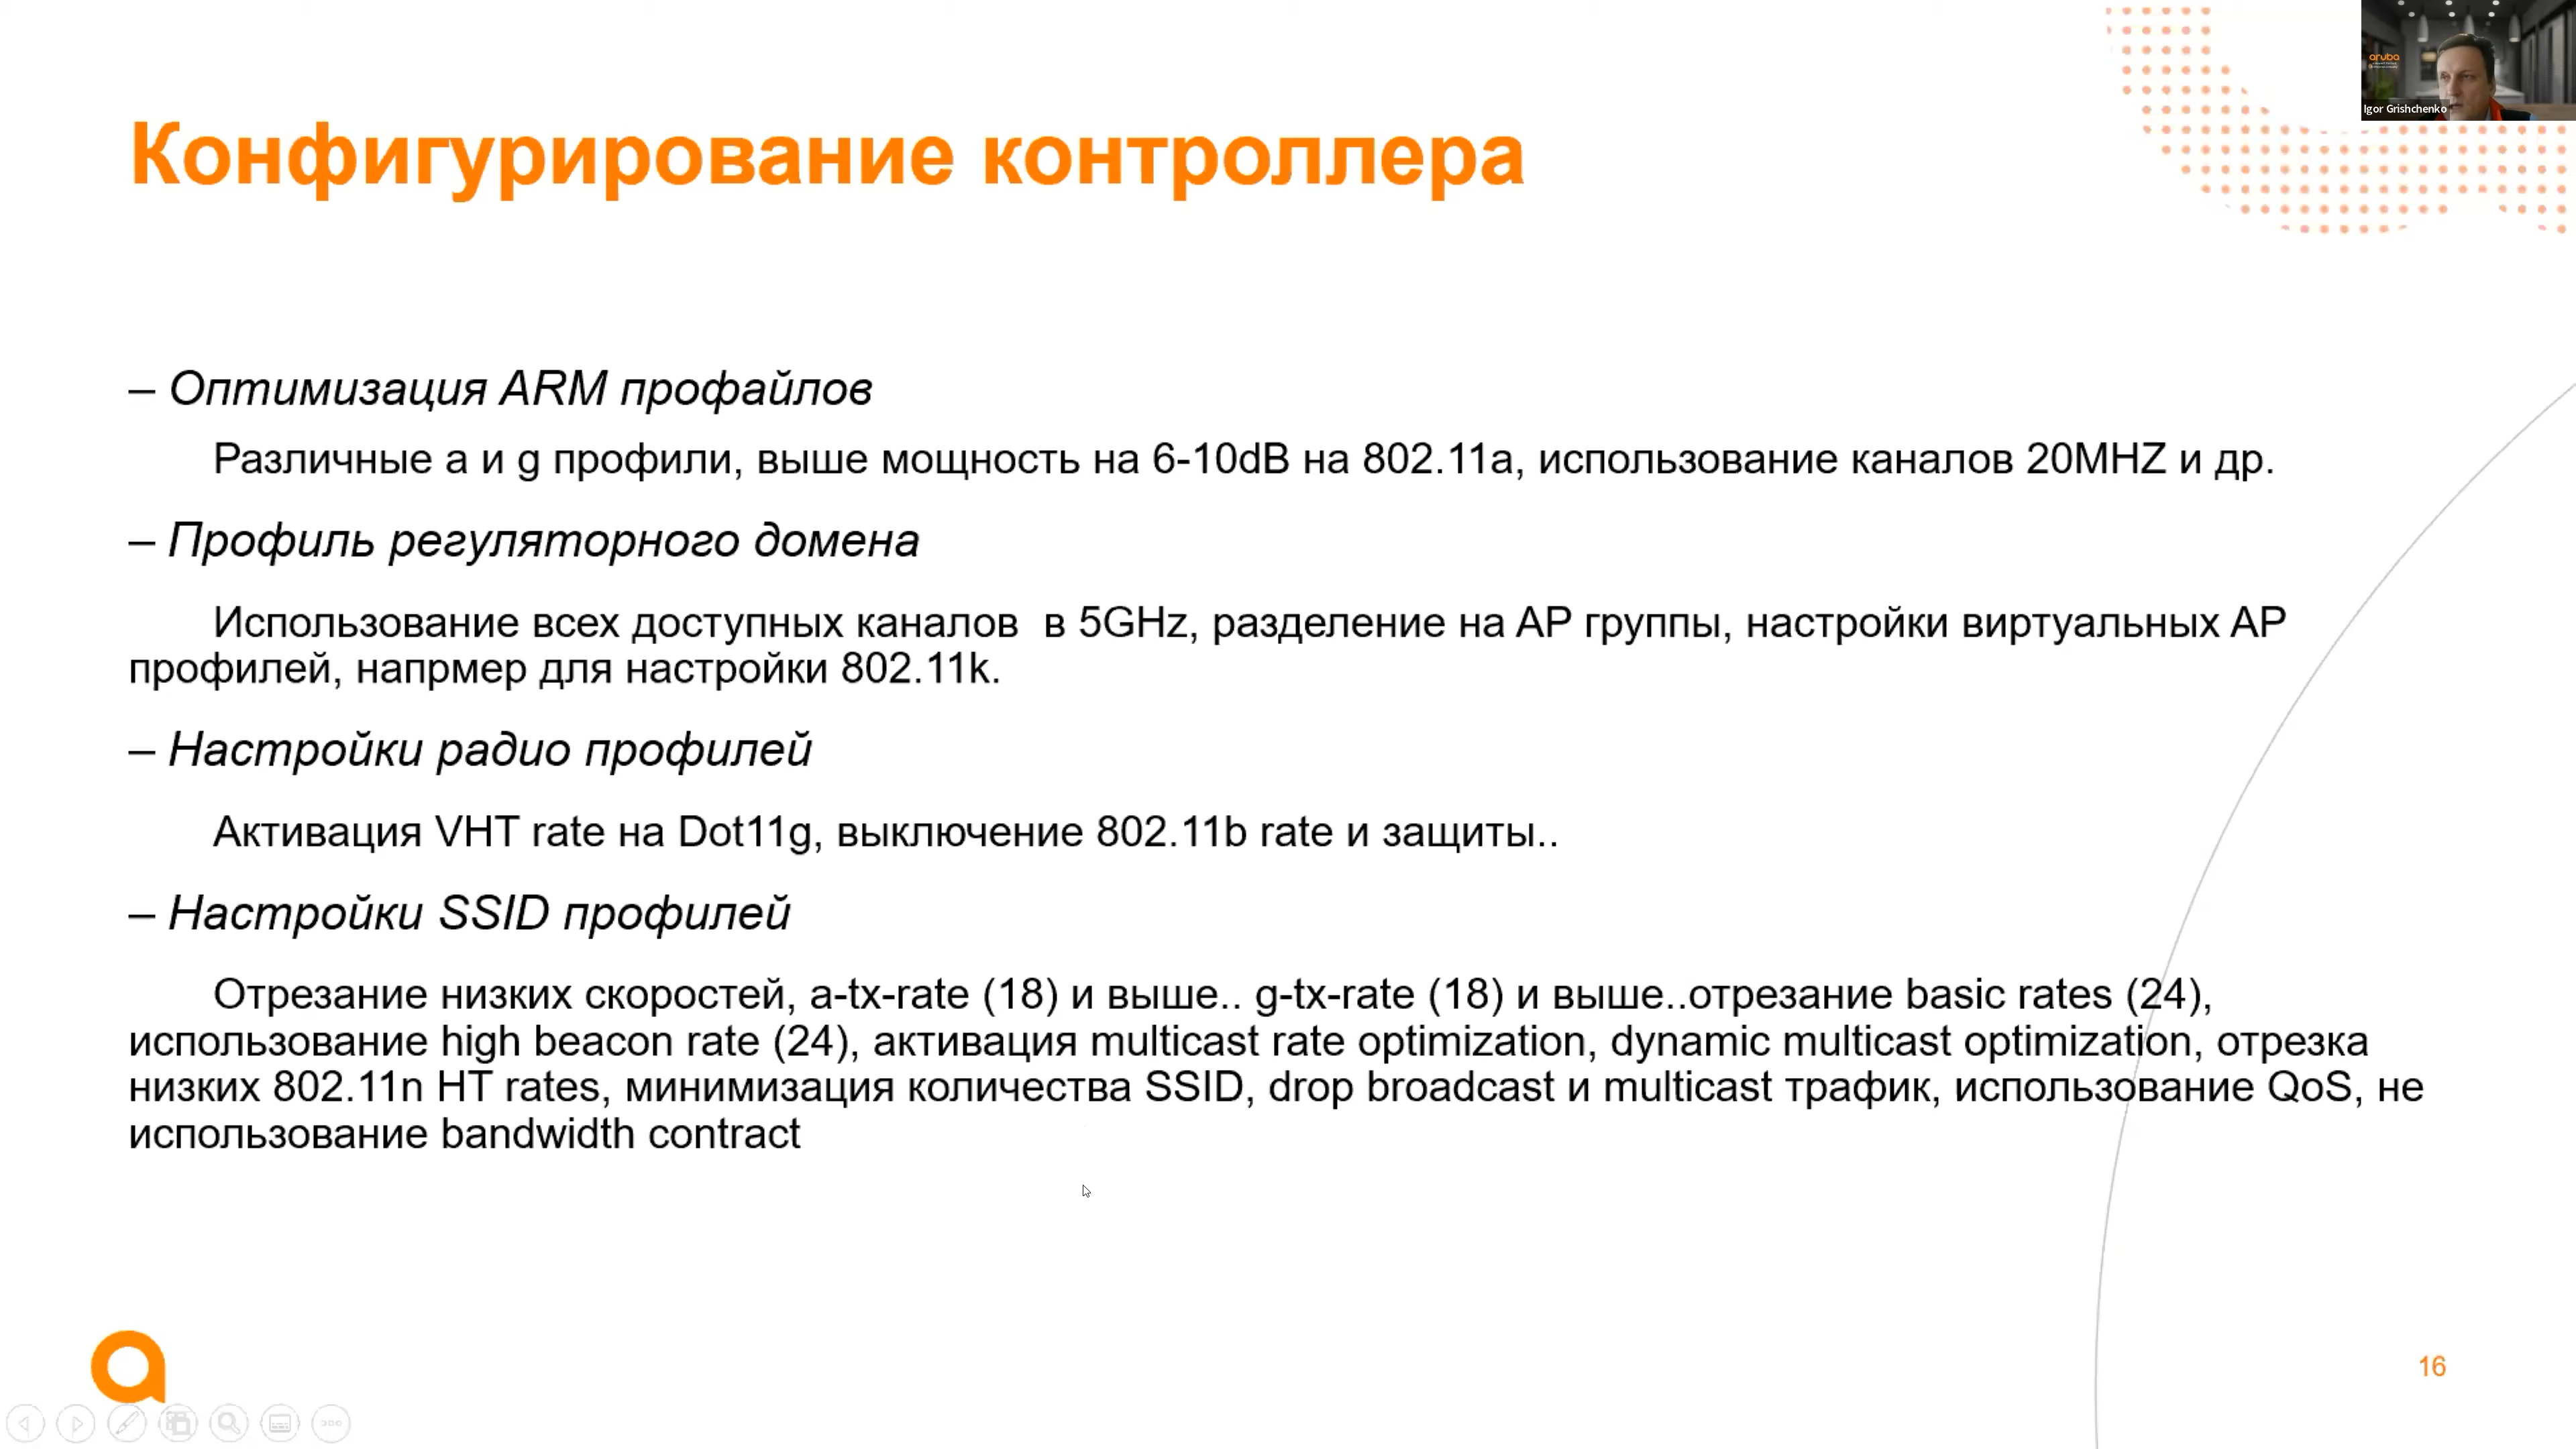 aruba
Igor Grishchenko
Конфигурирование контроллера
– Оптимизация ARM профайлов
Различные a и g профили, выше мощность на 6-10dB на 802.11a, использование каналов 20MHZ и др.
– Профиль регуляторного домена
Использование всех доступных каналов в 5GHz, разделение на AP группы, настройки виртуальных AP
профилей, напрмер для настройки 802.11k.
– Настройки радио профилей
Активация VHT rate на Dot11g, выключение 802.11b rate и защиты..
– Настройки SSID профилей
Отрезание низких скоростей, a-tx-rate (18) и выше.. g-tx-rate (18) и выше..отрезание basic rates (24),
использование high beacon rate (24), активация multicast rate optimization, dynamic multicast optimization, отрезка
низких 802.11n HT rates, минимизация количества SSID, drop broadcast и multicast трафик, использование QoS, не
использование bandwidth contract
16